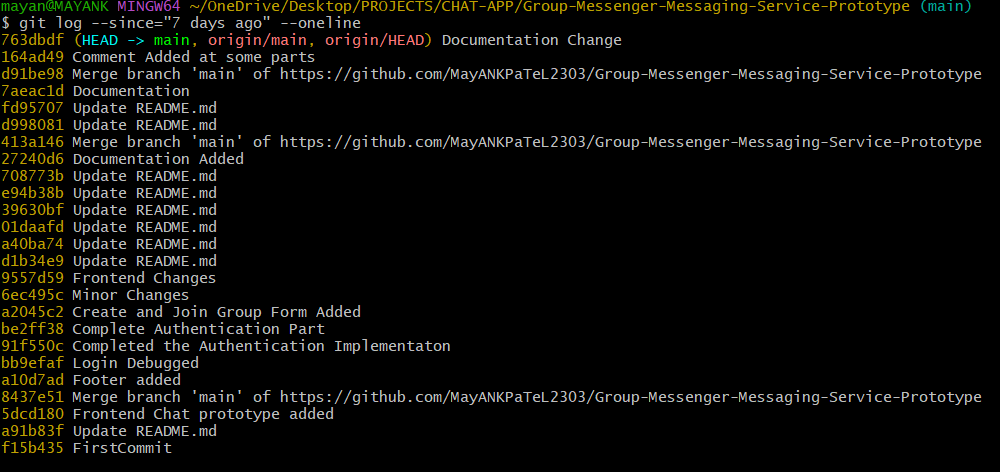 mayan@MAYANK MINGW64 ~/OneDrive/Desktop/PROJECTS/CHAT-APP/Group-Messenger-Messaging-Service-Prototype (main)
$ git log --since="7 days ago" --oneline
763dbdf (HEAD -> main, origin/main, origin/HEAD) Documentation Change
164ad49 Comment Added at some parts
d91be98 Merge branch 'main' of https://github.com/MayANKPaTeL2303/Group-Messenger-Messaging-Service-Prototype
7aeac1d Documentation
fd95707 Update README.md
d998081 Update README.md
413a146 Merge branch 'main' of https://github.com/MayANKPaTeL2303/Group-Messenger-Messaging-Service-Prototype
27240d6 Documentation Added
708773b Update README.md
e94b38b Update README.md
39630bf Update README.md
01daafd Update README.md
a40ba74 Update README.md
d1b34e9 Update README.md
9557d59 Frontend Changes
6ec495c Minor Changes
a2045c2 Create and Join Group Form Added
be2ff38 Complete Authentication Part
91f550c Completed the Authentication Implementaton
bb9efaf Login Debugged
a10d7ad Footer added
8437e51 Merge branch 'main' of https://github.com/MayANKPaTeL2303/Group-Messenger-Messaging-Service-Prototype
5dcd180 Frontend Chat prototype added
a91b83f Update README.md
f15b435 FirstCommit